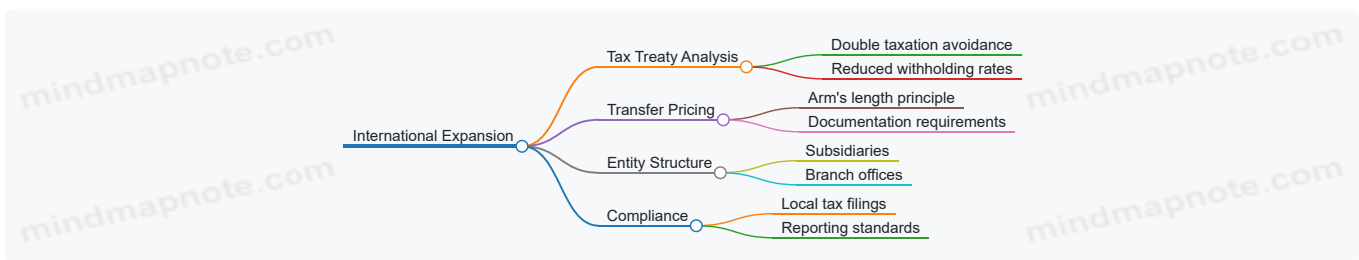 mindmapnote.com
mindmapnote.com
International Expansion
Tax Treaty Analysis
Double taxation avoidance
Reduced withholding rates
Transfer Pricing
Arm's length principle
Documentation requirements
Entity Structure
Subsidiaries
Branch offices
Compliance
Local tax filings
Reporting standards
mindmapnote.com
mindmapnote.com